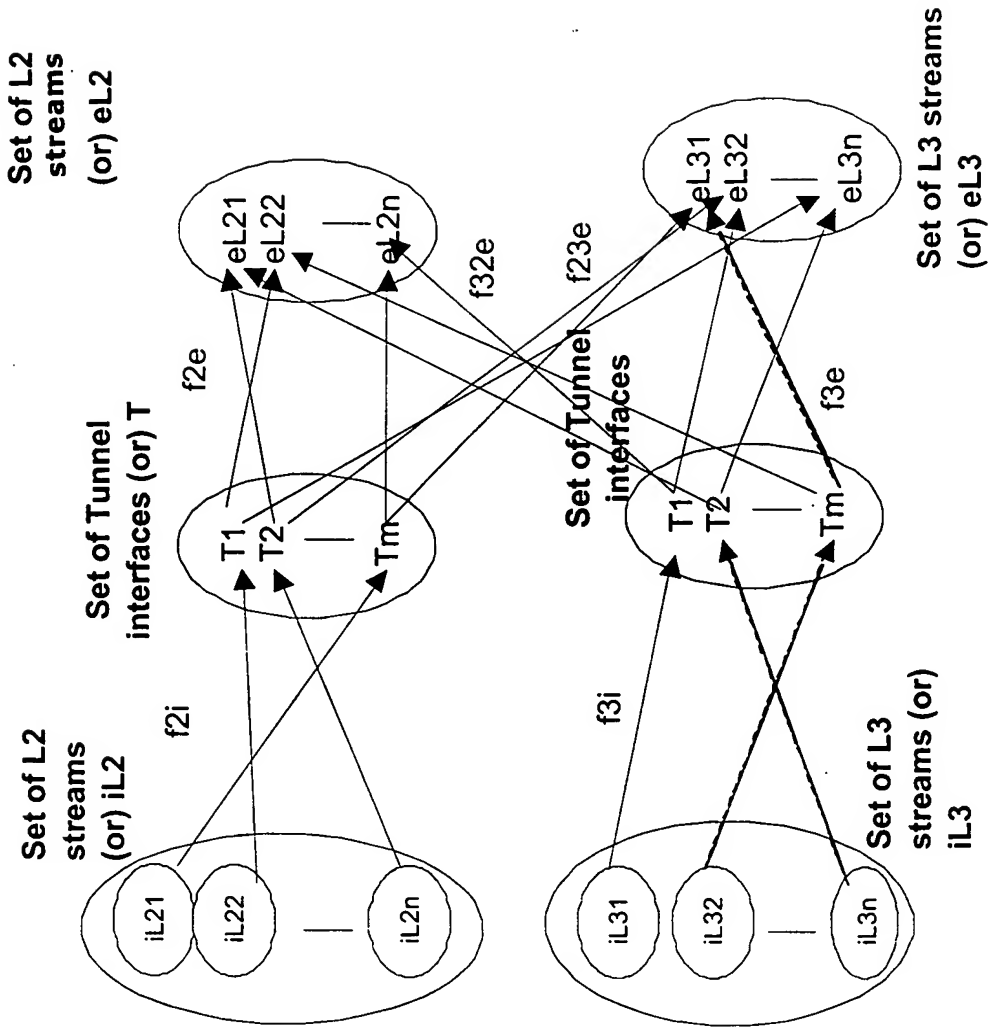 Set of L2
streams
(or) iL2
iL21
iL22
iL2n
f2i
Set of Tunnel
interfaces (or) T
T1
T2
Tm
f2e
Set of L2
streams
(or) eL2
eL21
eL22
eL2n
f32e
f23e
iL31
iL32
iL3n
Set of L3
streams (or)
iL3
f3i
Set of Tunnel
interfaces
T1
T2
Tm
f3e
eL31
eL32
eL3n
Set of L3 streams
(or) eL3